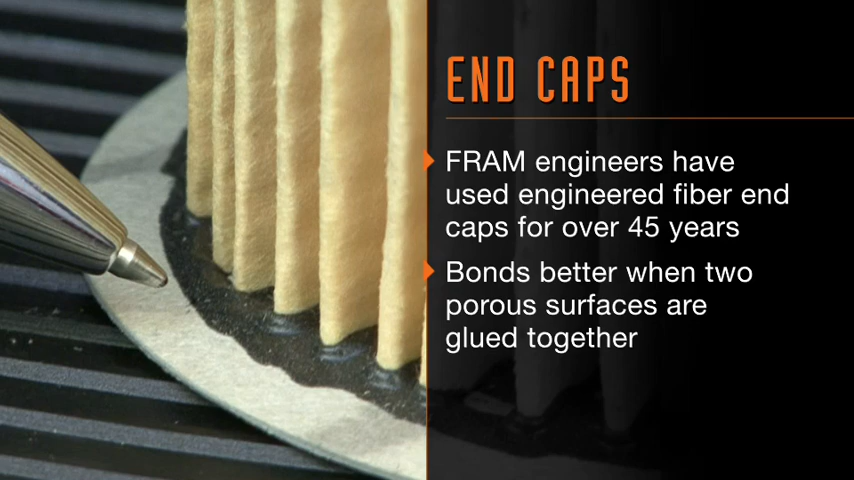 END CAPS
FRAM engineers have
used engineered fiber end
caps for over 45 years
Bonds better when two
porous surfaces are
glued together